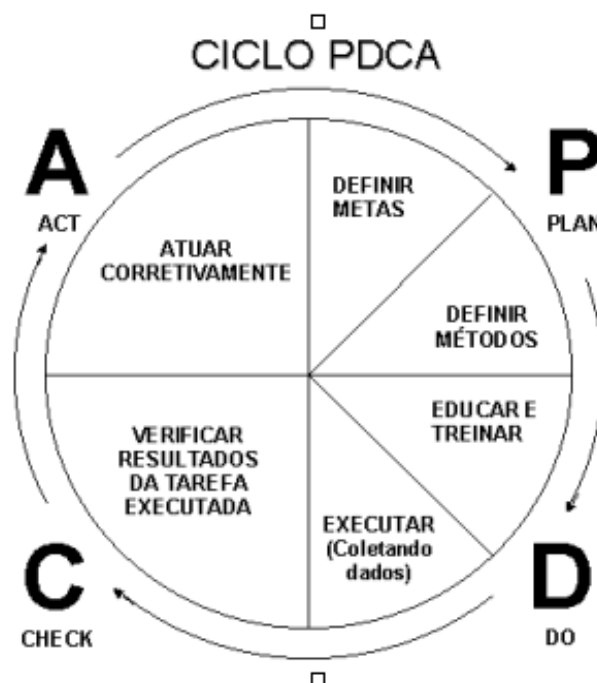 CICLO PDCA
A
ACT
P
PLAN
DEFINIR
METAS
DEFINIR
MÉTODOS
EDUCAR E
TREINAR
EXECUTAR
(Coletando
dados)
D
DO
VERIFICAR
RESULTADOS
DA TAREFA
EXECUTADA
C
CHECK
ATUAR
CORRETIVAMENTE